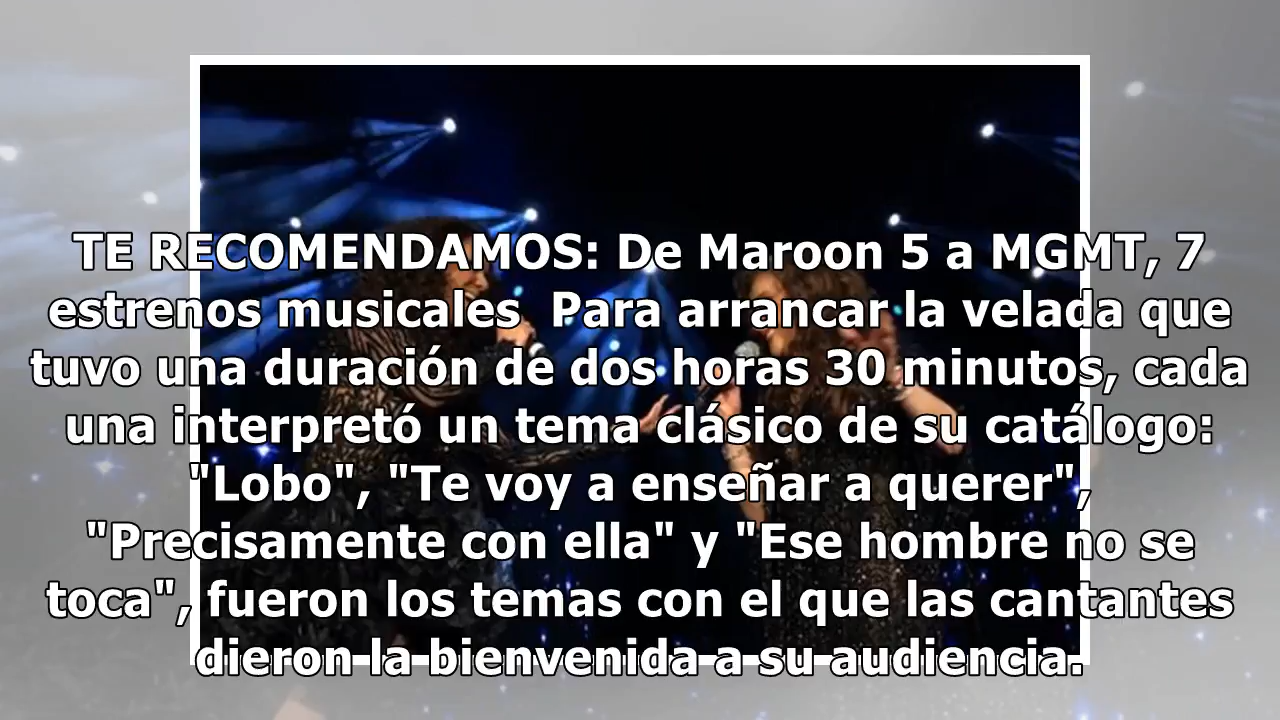 TE RECOMENDAMOS: De Maroon 5 a MGMT, 7
estrenos musicales  Para arrancar la velada que
tuvo una duración de dos horas 30 minutos, cada
una interpretó un tema clásico de su catálogo:
"Lobo", "Te voy a enseñar a querer",
"Precisamente con ella" y "Ese hombre no se
toca", fueron los temas con el que las cantantes
dieron la bienvenida a su audiencia.